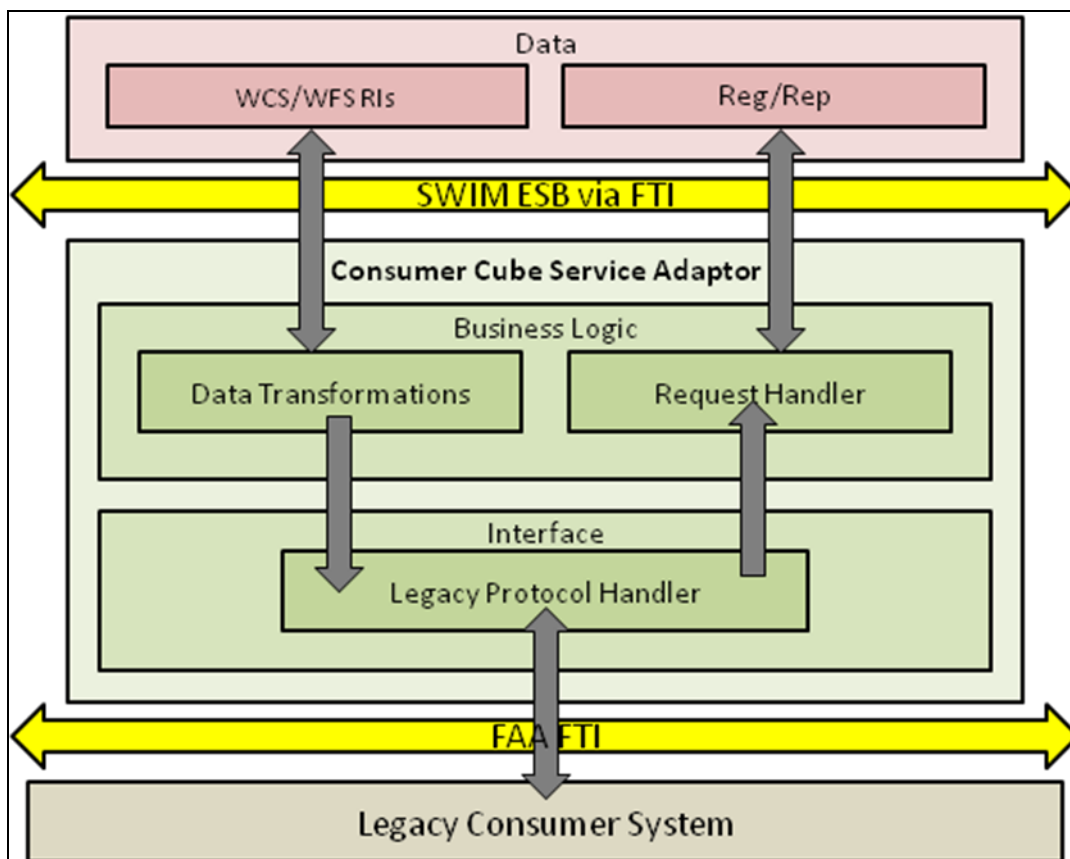 Data
WCS/WFS RIs
Reg/Rep
SWIM ESB via FTI
Consumer Cube Service Adaptor
Business Logic
Data Transformations
Request Handler
Interface
Legacy Protocol Handler
FAA FTI
Legacy Consumer System